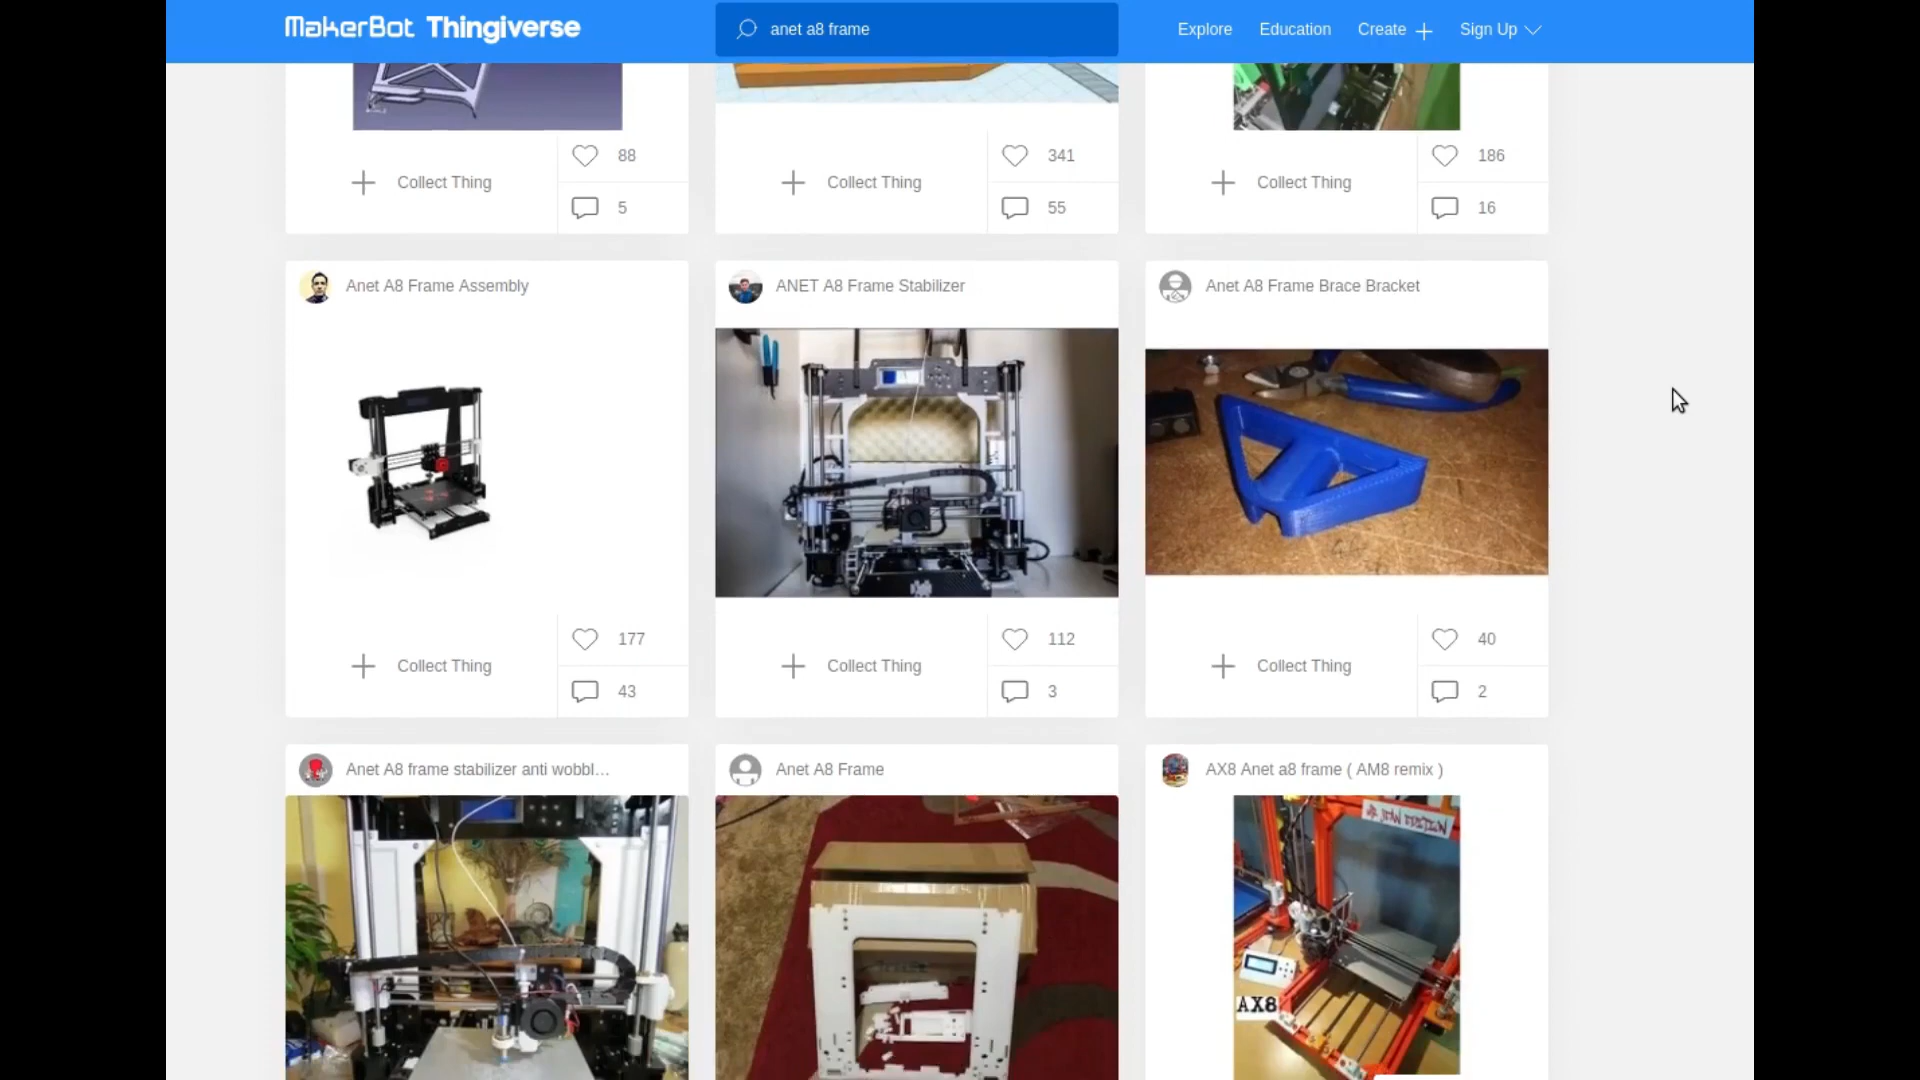 MakerBot Thingiverse
anet a8 frame
Explore
Education
Create
Sign Up
Collect Thing
88
5
Collect Thing
341
55
Collect Thing
186
16
Anet A8 Frame Assembly
ANET A8 Frame Stabilizer
Anet A8 Frame Brace Bracket
Collect Thing
177
43
Collect Thing
112
3
Collect Thing
40
2
Anet A8 frame stabilizer anti wobbl...
Anet A8 Frame
AX8 Anet a8 frame ( AM8 remix )
EDITION
AX8